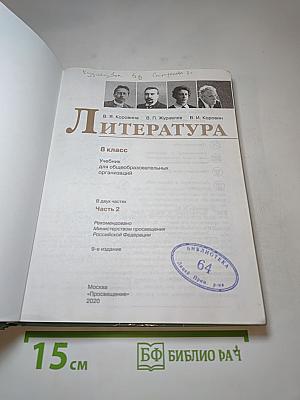 В. Я. Коровина В. П. Журавлев В. И. Коровин
ЛИТЕРАТУРА
8 класс
Учебник
для общеобразовательных
организаций
В двух частях
Часть 2
Рекомендовано
Министерством просвещения
Российской Федерации
9-е издание
БИБЛИОТЕКА
64
Москва
«Просвещение»
2020
15 см
БФ БИБЛИО